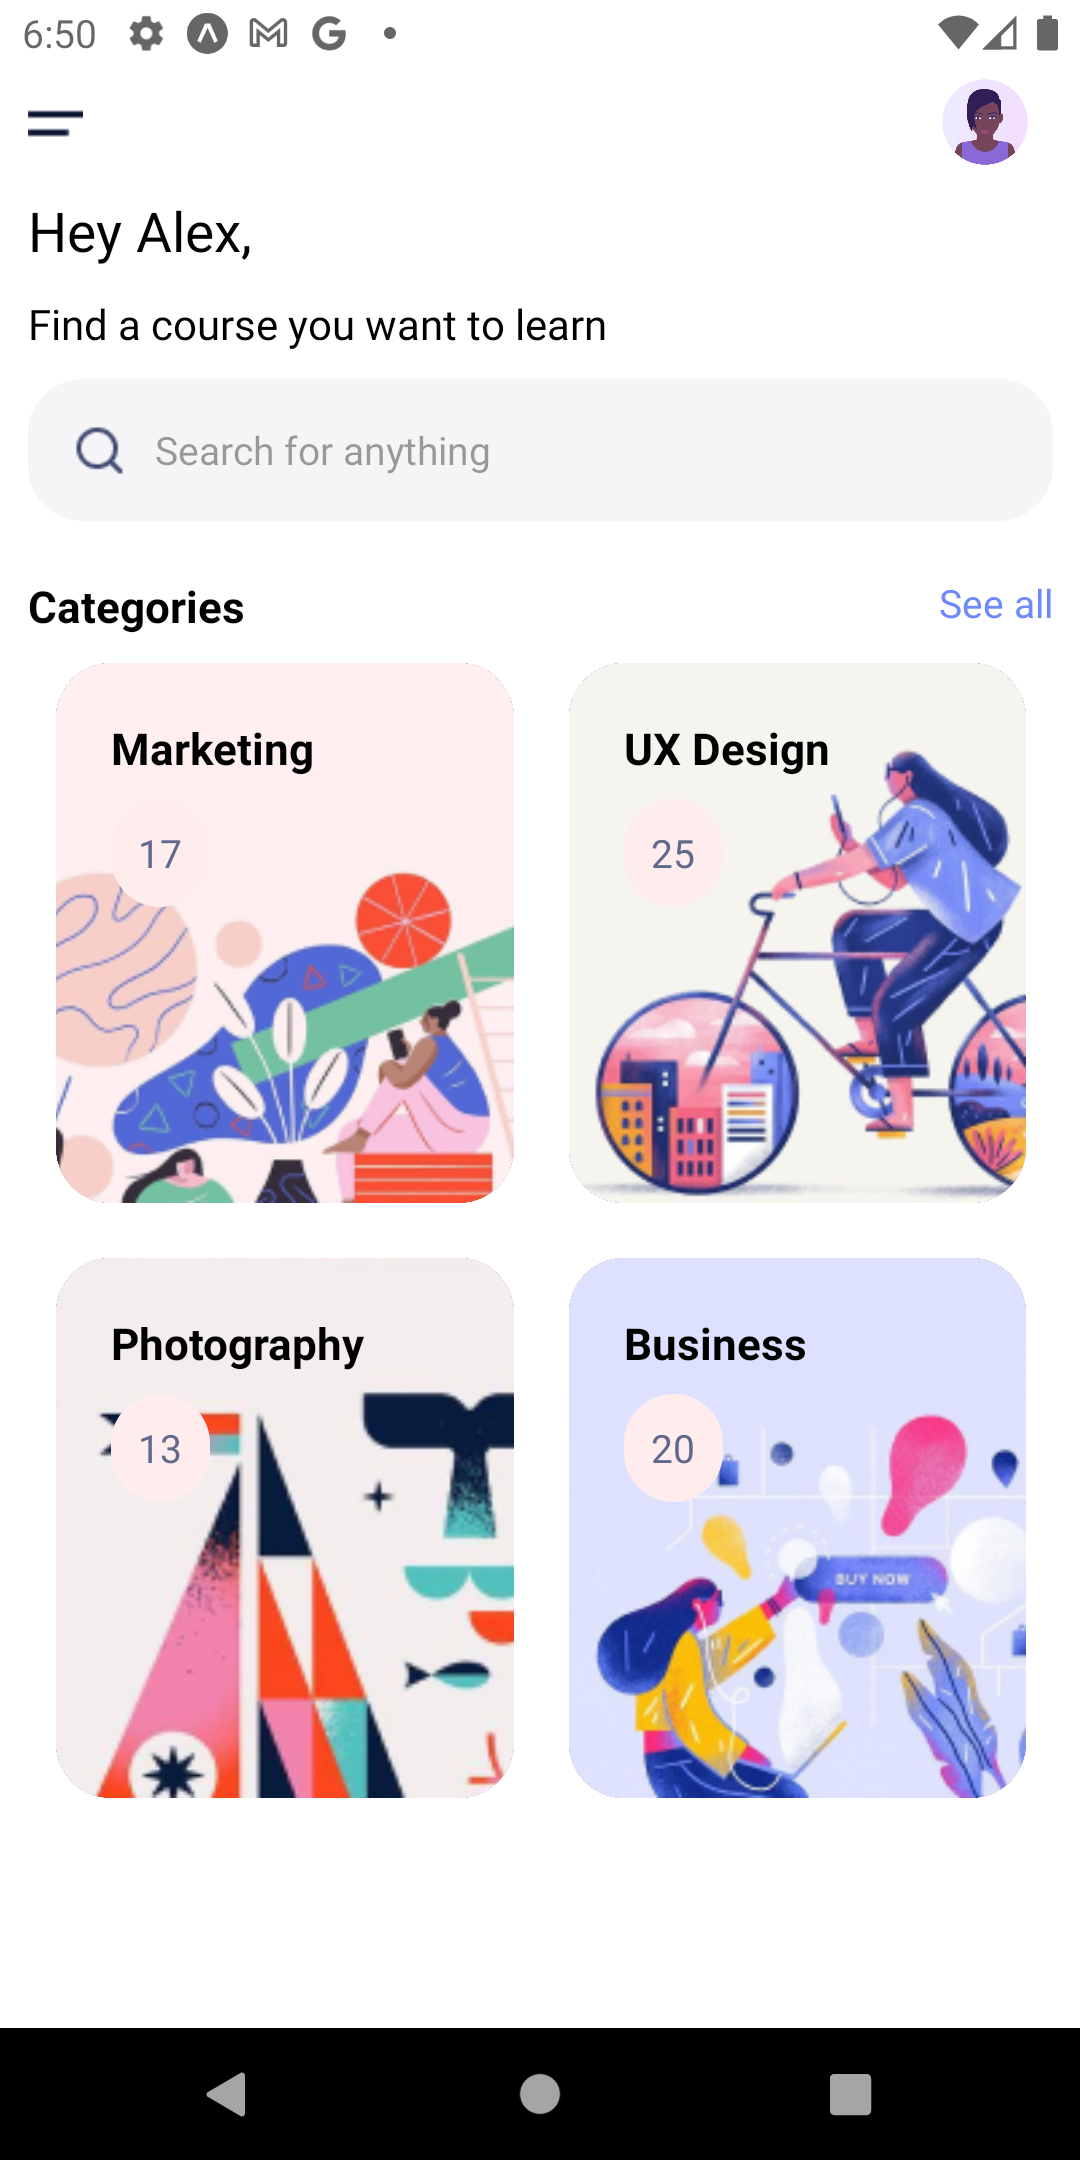 6:50
Hey Alex,
Find a course you want to learn
Search for anything
Categories
See all
Marketing
17
UX Design
25
Photography
13
Business
20
BUY NOW